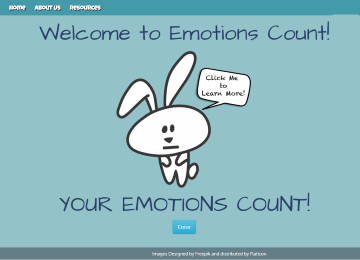 Home About Us Resources
Welcome to Emotions Count!
Click Me
to
Learn More!
YOUR EMOTIONS COUNT!
Enter
Images Designed by Freepik and distributed by Flaticon